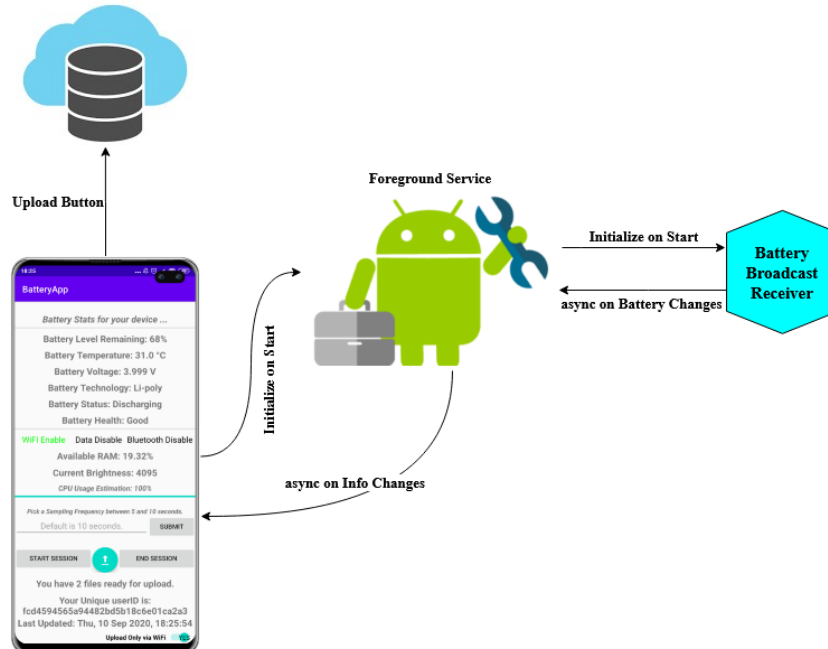 Upload Button
Foreground Service
Initialize on Start
Battery
Broadcast
Receiver
async on Battery Changes
Initialize on Start
async on Info Changes
18:25
BatteryApp
Battery Stats for your device ...
Battery Level Remaining: 68%
Battery Temperature: 31.0 °C
Battery Voltage: 3.999 V
Battery Technology: Li-poly
Battery Status: Discharging
Battery Health: Good
WiFi Enable Data Disable Bluetooth Disable
Available RAM: 19.32%
Current Brightness: 4095
CPU Usage Estimation: 100%
Pick a Sampling Frequency between 5 and 10 seconds.
Default is 10 seconds. SUBMIT
START SESSION END SESSION
You have 2 files ready for upload.
Your Unique userID is:
fcd4594565a94482bd5b18c6e01ca2a3
Last Updated: Thu, 10 Sep 2020, 18:25:54
Upload Only via WiFi YES